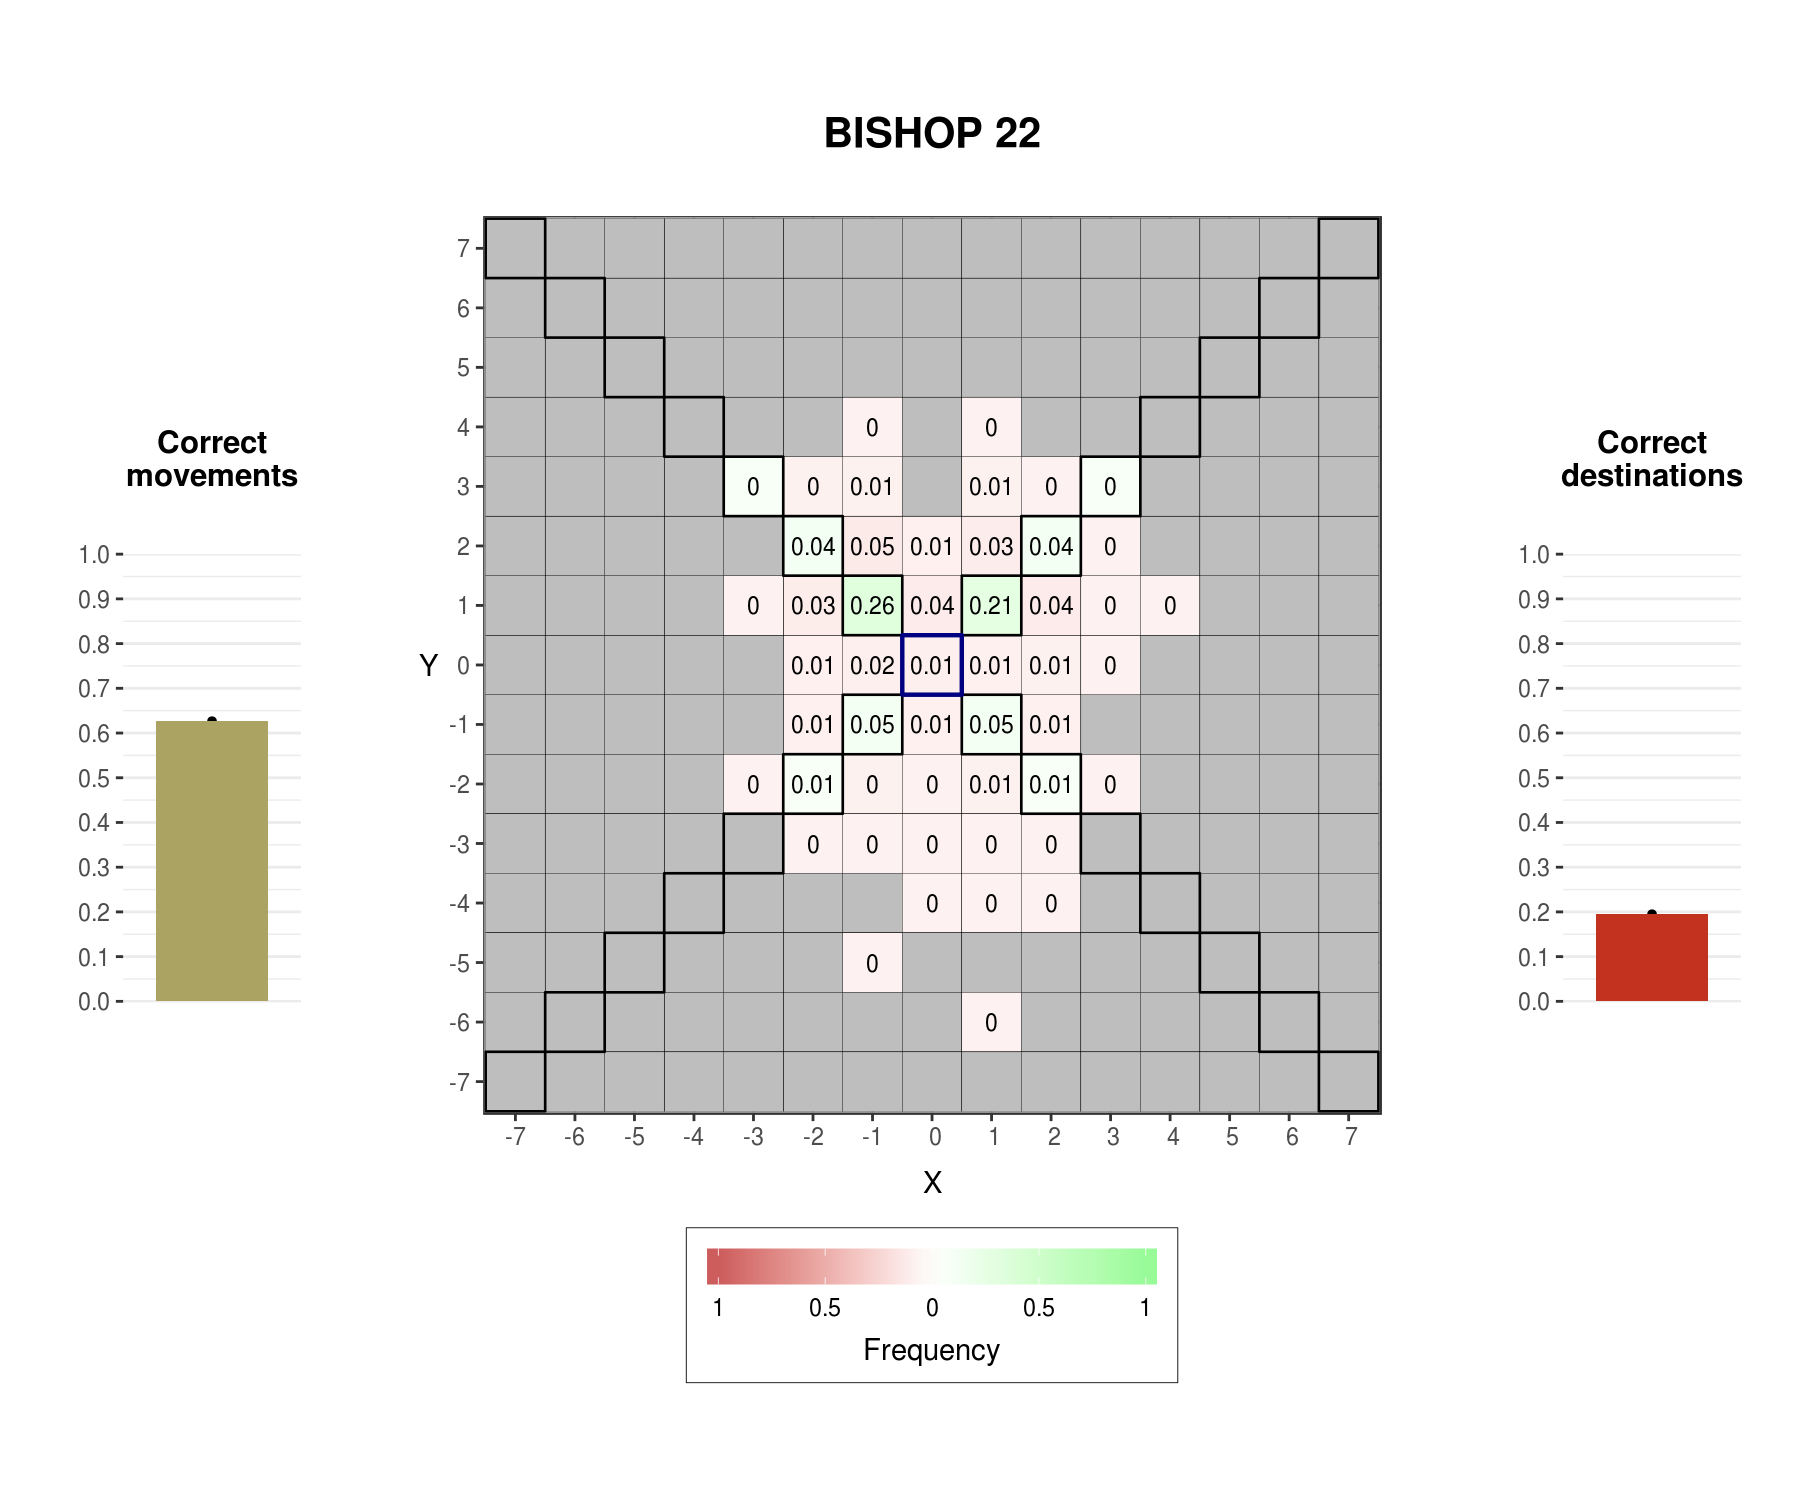 BISHOP 22
Correct
movements
1.0
0.9
0.8
0.7
0.6
0.5
0.4
0.3
0.2
0.1
0.0
Y
7
6
5
4 0 0
3 0 0 0.01 0.01 0 0
2 0.04 0.05 0.01 0.03 0.04 0
1 0 0.03 0.26 0.04 0.21 0.04 0 0
0 0.01 0.02 0.01 0.01 0.01 0
-1 0.01 0.05 0.01 0.05 0.01
-2 0 0.01 0 0 0.01 0.01 0
-3 0 0 0 0 0
-4 0 0 0
-5 0
-6 0
-7
-7 -6 -5 -4 -3 -2 -1 0 1 2 3 4 5 6 7
X
1 0.5 0 0.5 1
Frequency
Correct
destinations
1.0
0.9
0.8
0.7
0.6
0.5
0.4
0.3
0.2
0.1
0.0